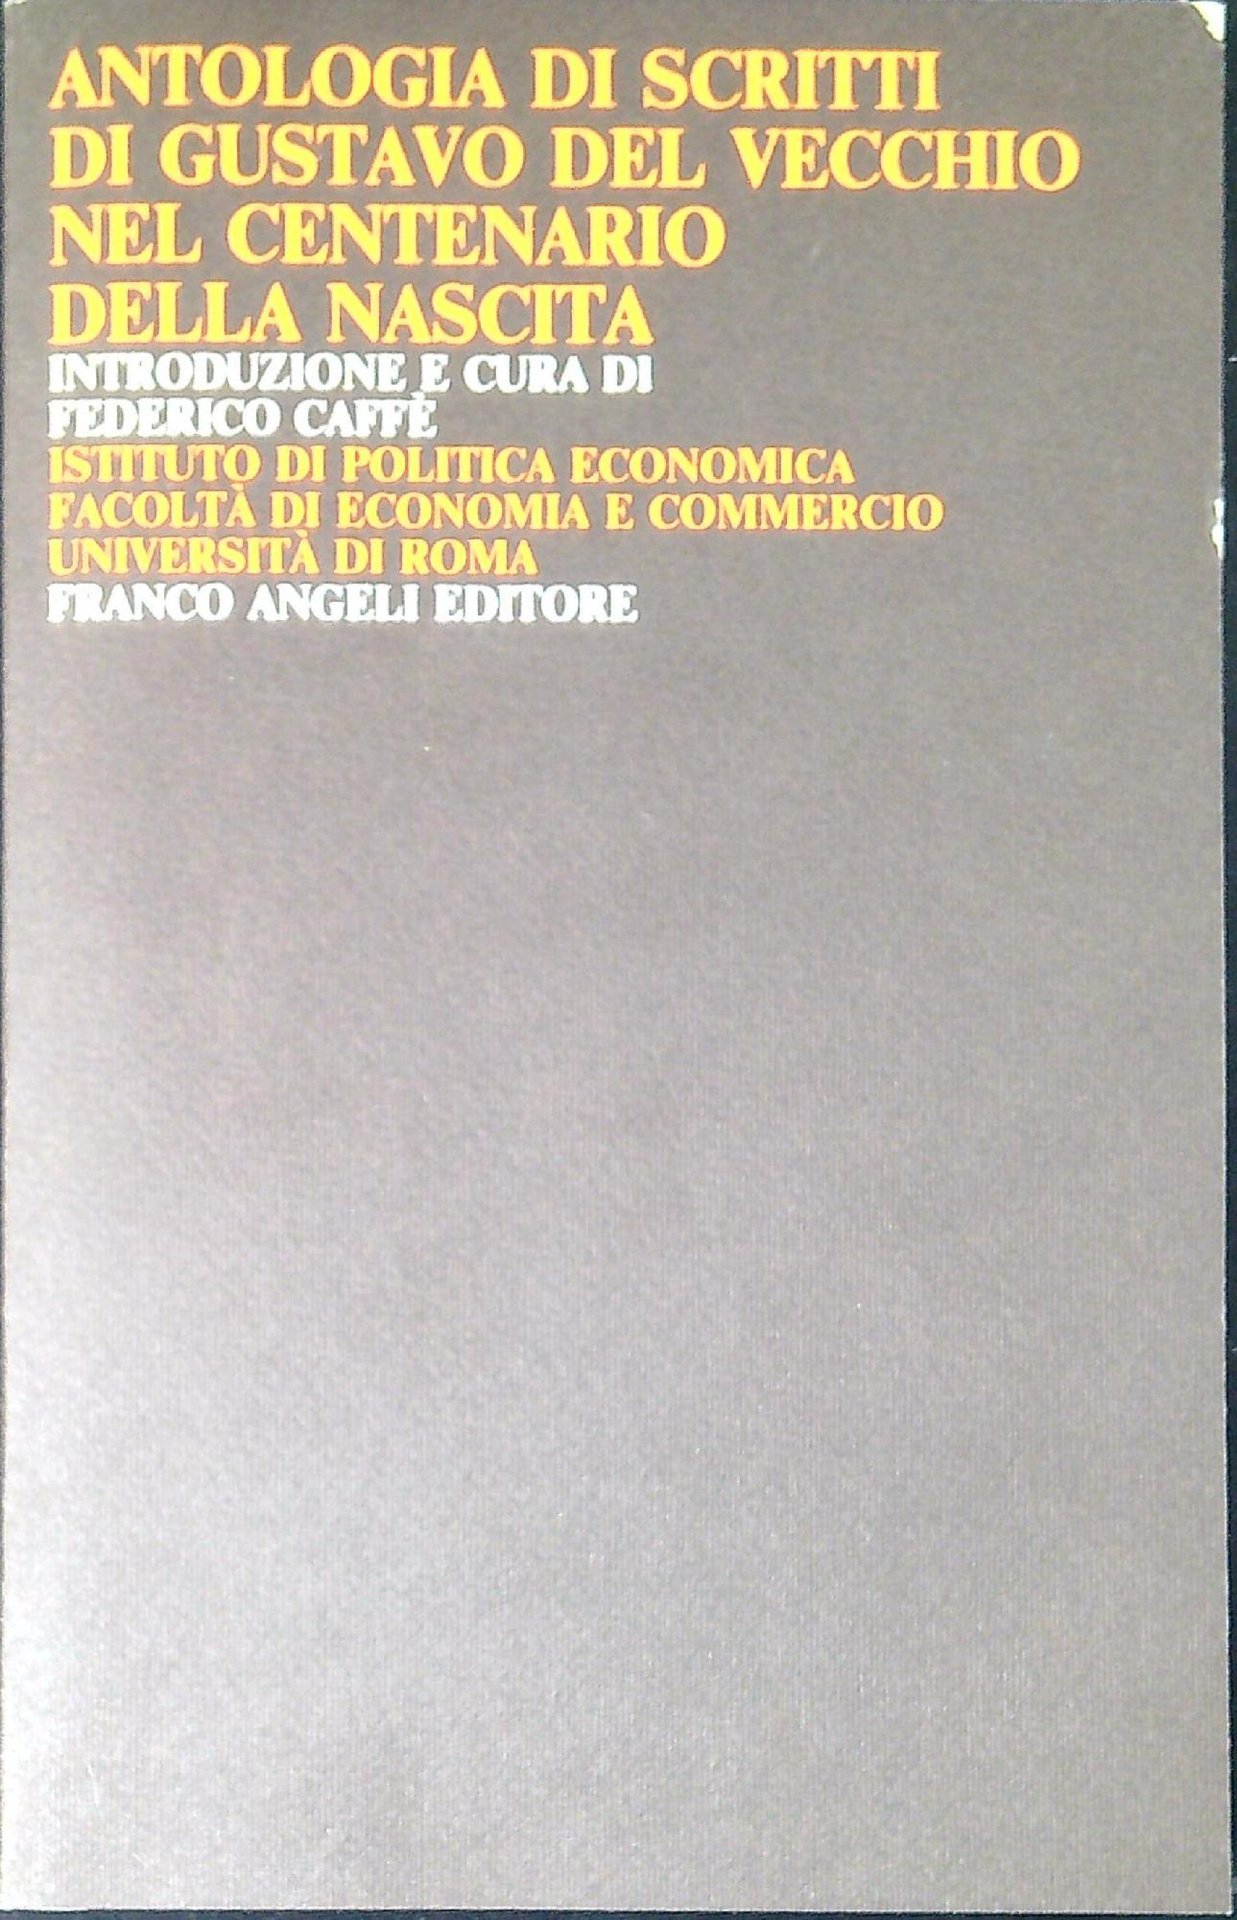 ANTOLOGIA DI SCRITTI
DI GUSTAVO DEL VECCHIO
NEL CENTENARIO
DELLA NASCITA
INTRODUZIONE E CURA DI
FEDERICO CAFFÈ
ISTITUTO DI POLITICA ECONOMICA
FACOLTÀ DI ECONOMIA E COMMERCIO
UNIVERSITÀ DI ROMA
FRANCO ANGELI EDITORE